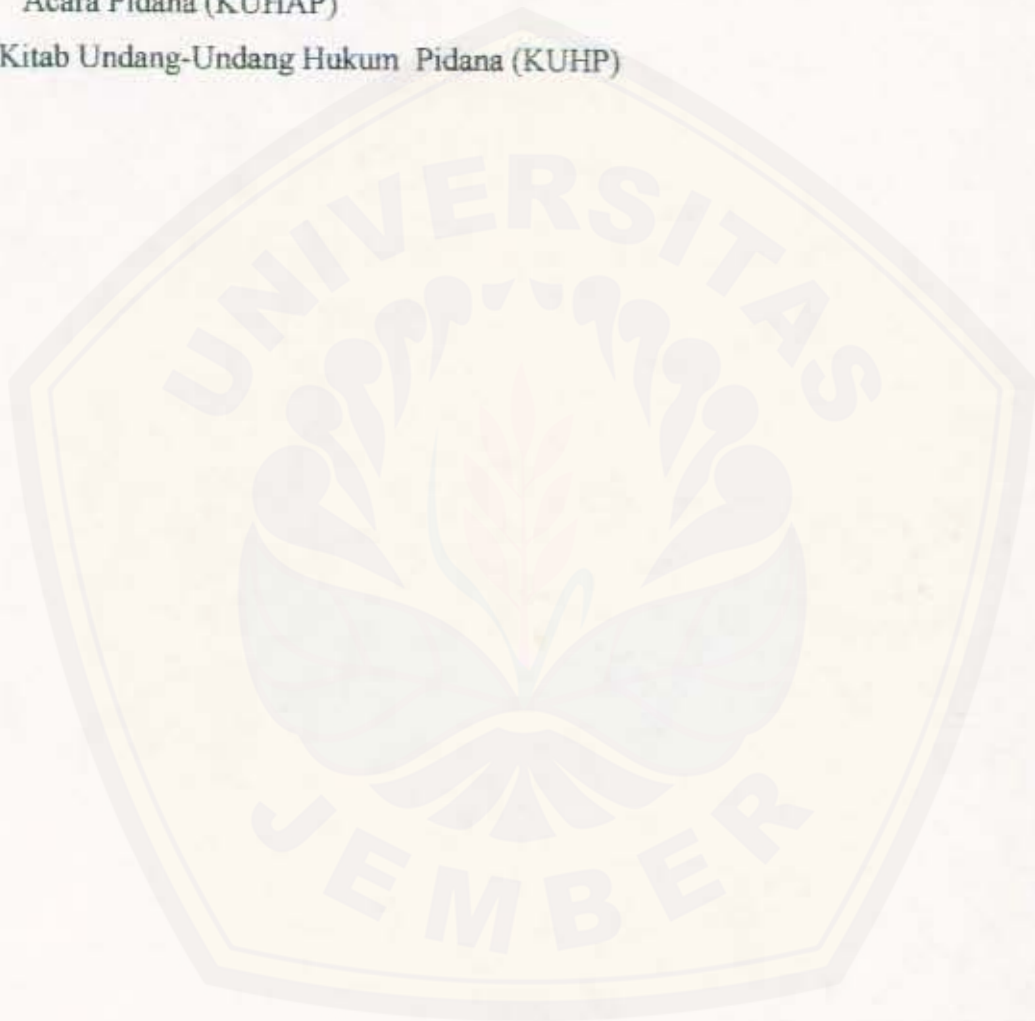 Acara Pidana (KUHAP)
Kitab Undang-Undang Hukum Pidana (KUHP)
UNIVERSITAS
JEMBER